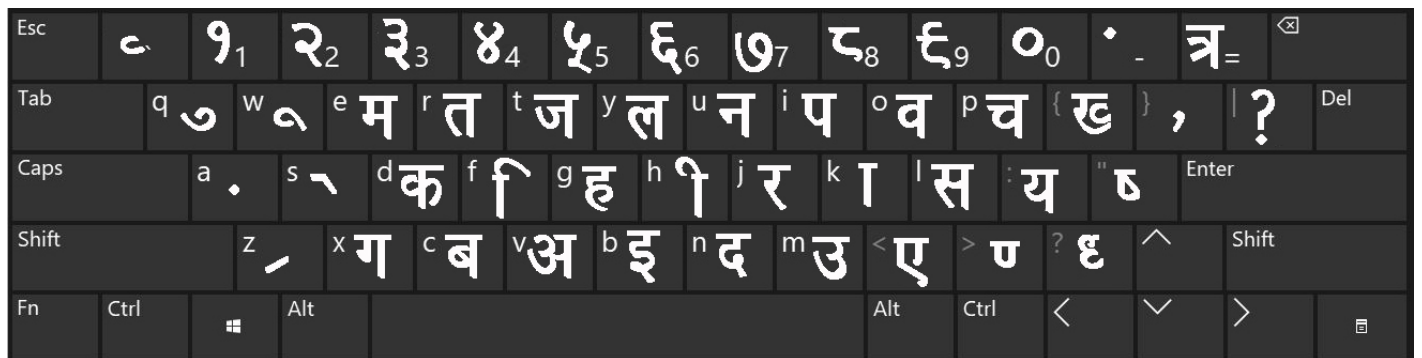 Esc १1 २2 ३3 ४4 ५5 ६6 ७7 ८8 ९9 ०0 - त्र=
Tab q ु w ू e म r त t ज y ल u न i प o व p च { ख् } , | ? Del
Caps a . s े d क f ि g ह h ी j र k ा l स : य " ष् Enter
Shift z x ग c ब v अ b इ n द m उ < ए > ण् ? Shift
Fn Ctrl Alt Alt Ctrl